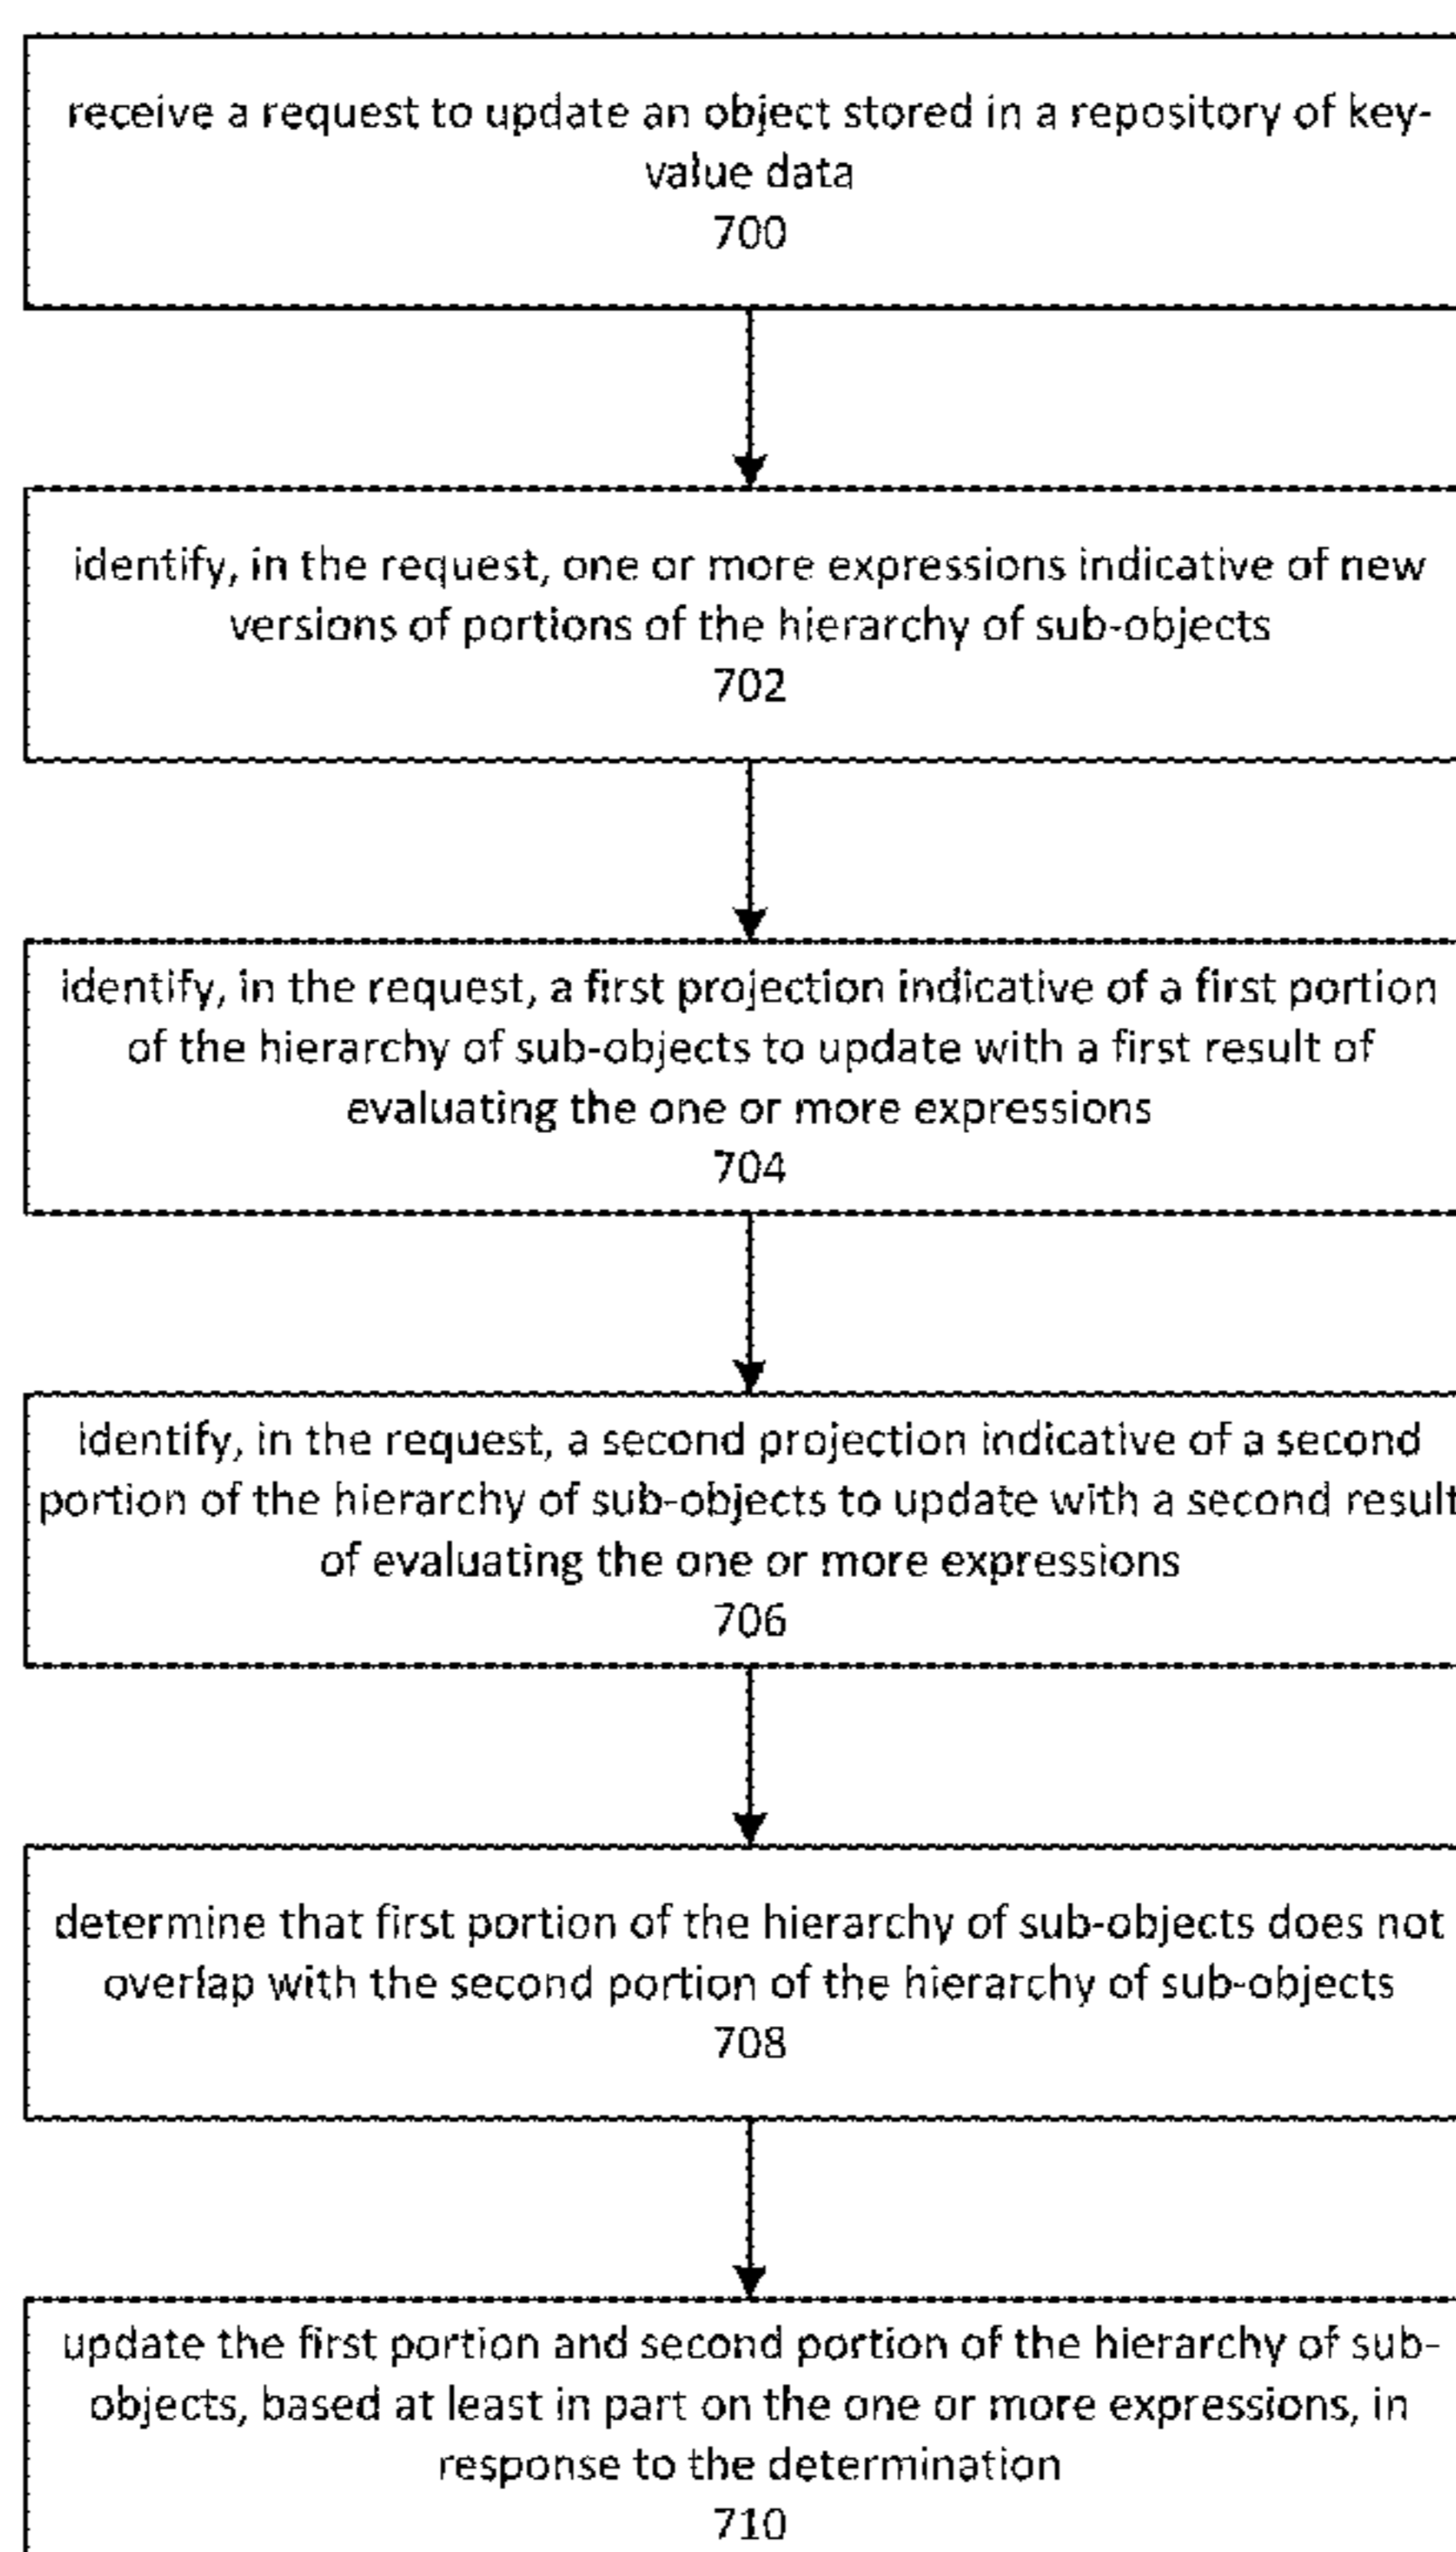 receive a request to update an object stored in a repository of key-
value data
700
identify, in the request, one or more expressions indicative of new
versions of portions of the hierarchy of sub-objects
702
identify, in the request, a first projection indicative of a first portion
of the hierarchy of sub-objects to update with a first result of
evaluating the one or more expressions
704
identify, in the request, a second projection indicative of a second
portion of the hierarchy of sub-objects to update with a second result
of evaluating the one or more expressions
706
determine that first portion of the hierarchy of sub-objects does not
overlap with the second portion of the hierarchy of sub-objects
708
update the first portion and second portion of the hierarchy of sub-
objects, based at least in part on the one or more expressions, in
response to the determination
710